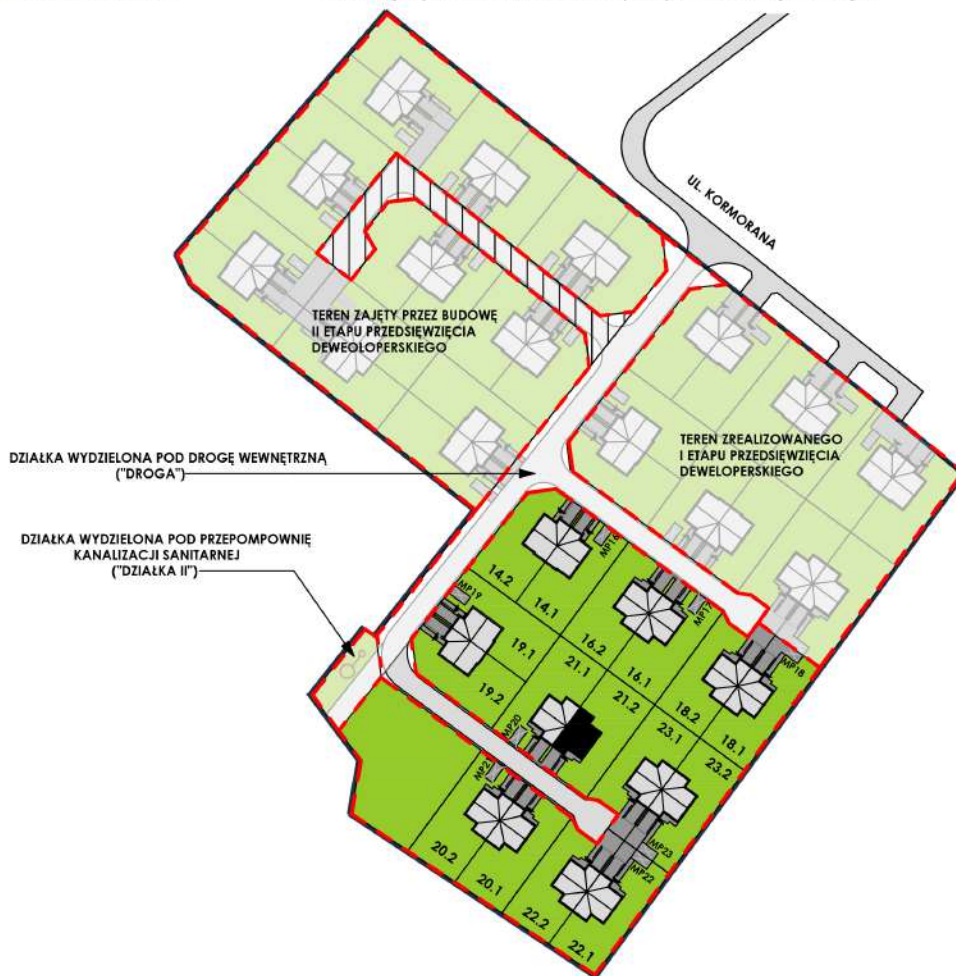 UL. KORMORANA
TEREN ZAJĘTY PRZEZ BUDOWĘ
II ETAPU PRZEDSIĘWZIĘCIA
DEWEOLOPERSKIEGO
TEREN ZREALIZOWANEGO
I ETAPU PRZEDSIĘWZIĘCIA
DEWELOPERSKIEGO
DZIAŁKA WYDZIELONA POD DROGĘ WEWNĘTRZNĄ
("DROGA")
DZIAŁKA WYDZIELONA POD PRZEPOMPOWNIE
KANALIZACJI SANITARNEJ
("DZIAŁKA II")
MP16
MP17
MP18
MP19
14.2
14.1
16.2
16.1
18.2
18.1
19.1
19.2
21.1
21.2
23.1
23.2
MP20
MP23
MP22
20.2
20.1
22.2
22.1